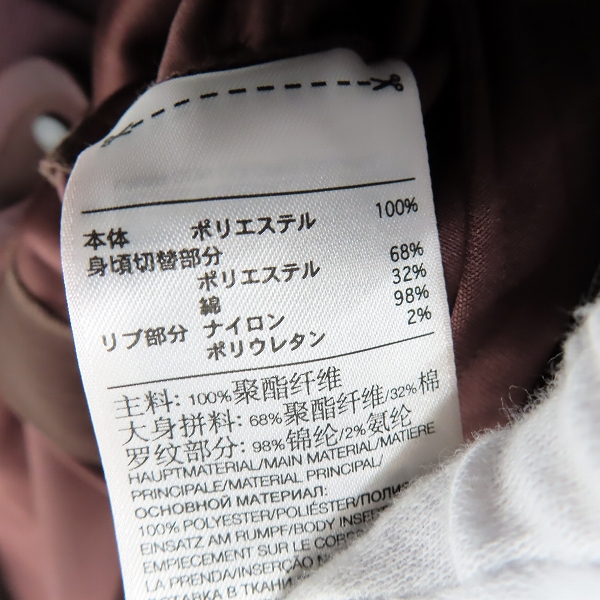 本体 ポリエステル 100%
身頃切替部分
ポリエステル 68%
綿 32%
リブ部分 ナイロン 98%
ポリウレタン 2%
主料: 100%聚酯纤维
大身拼料: 68%聚酯纤维/32%棉
罗纹部分: 98%锦纶/2%氨纶
HAUPTMATERIAL/MAIN MATERIAL/MATIÈRE
PRINCIPALE/MATERIAL PRINCIPAL/
ОСНОВНОЙ МАТЕРИАЛ:
100% POLYESTER/POLIÉSTER/
EINSATZ AM RUMPF/BODY INSERT
EMPIECEMENT SUR LE
LA PRENDA/INSERÇÃO
ВСТАВКА В ТКАНИ